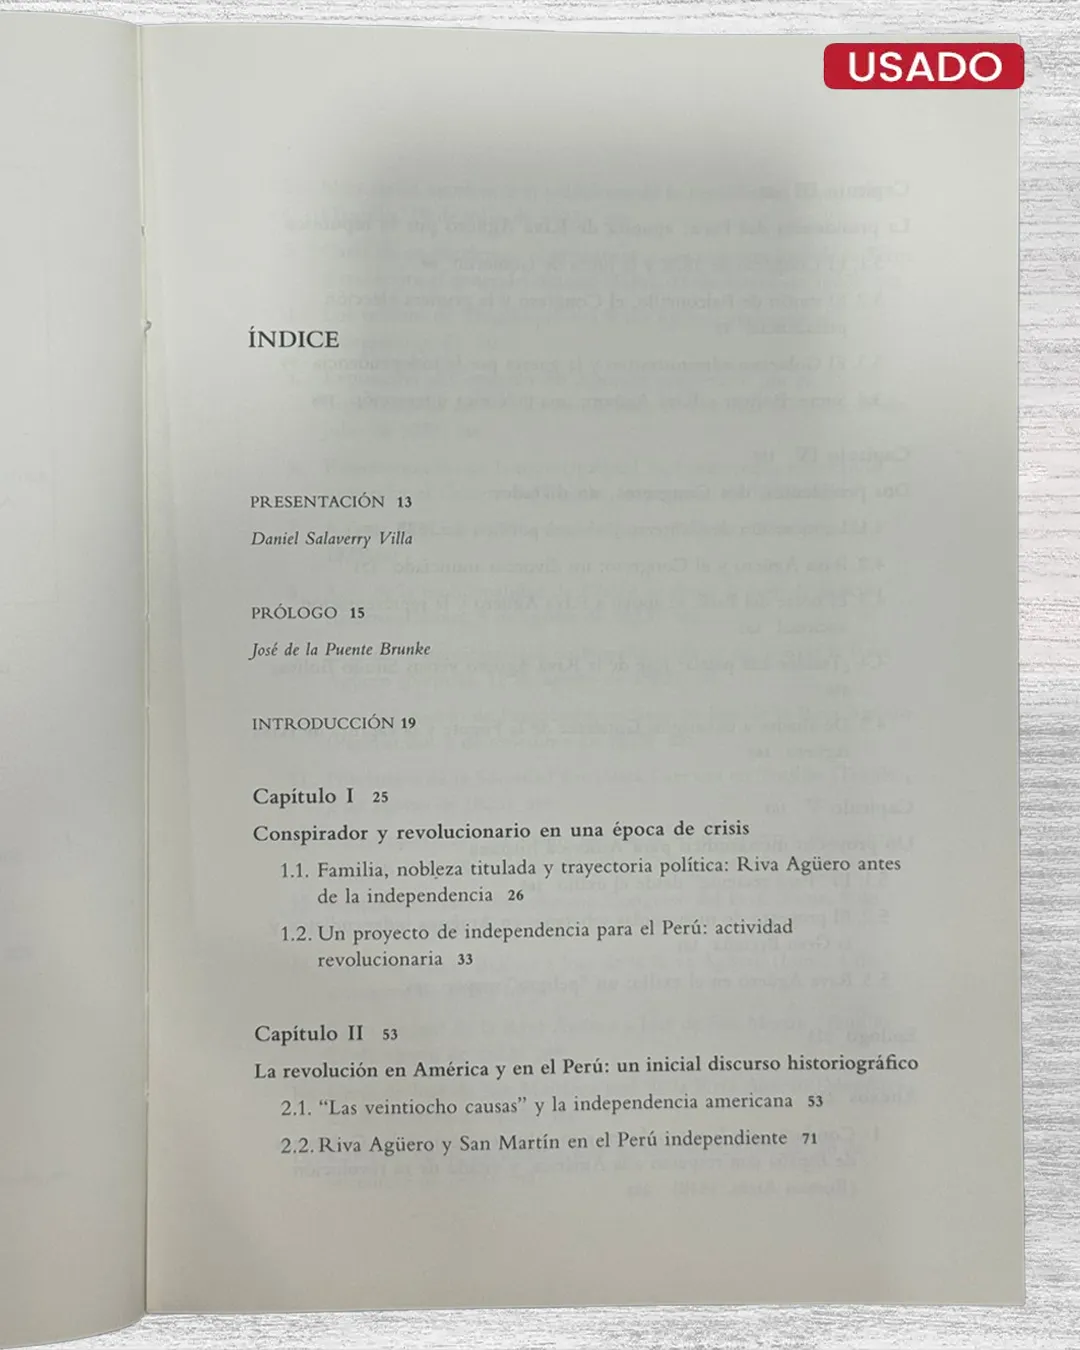 USADO
ÍNDICE
PRESENTACIÓN 13
Daniel Salaverry Villa
PRÓLOGO 15
José de la Puente Brunke
INTRODUCCIÓN 19
Capítulo I 25
Conspirador y revolucionario en una época de crisis
1.1. Familia, nobleza titulada y trayectoria política: Riva Agüero antes
de la independencia 26
1.2. Un proyecto de independencia para el Perú: actividad
revolucionaria 33
Capítulo II 53
La revolución en América y en el Perú: un inicial discurso historiográfico
2.1. “Las veintiocho causas” y la independencia americana 53
2.2. Riva Agüero y San Martín en el Perú independiente 71